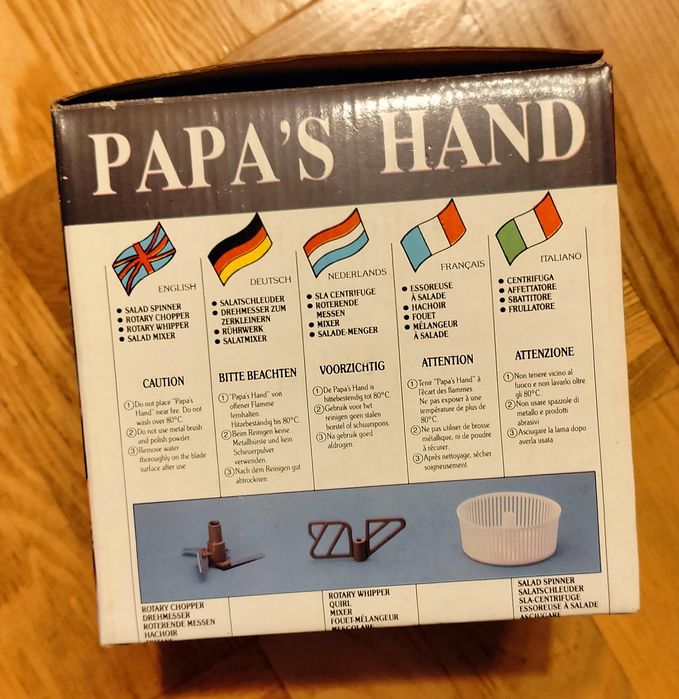 PAPA'S HAND
ENGLISH
● SALAD SPINNER
● ROTARY CHOPPER
● ROTARY WHIPPER
● SALAD MIXER
CAUTION
① Do not place "Papa's
Hand" near fire. Do not
wash over 80°C
② Do not use metal brush
and polish powder.
③ Remove water
thoroughly on the blade
surface after use
DEUTSCH
● SALATSCHLEUDER
● DREHMESSER ZUM
ZERKLEINERN
● RÜHRWERK
● SALATMIXER
BITTE BEACHTEN
① "Papa's Hand" von
offener Flamme
fernhalten
Hitzebeständig bis 80°C
② Beim Reinigen keine
Metallbürste und kein
Scheuerpulver
verwenden
③ Nach dem Reinigen gut
abtrocknen
NEDERLANDS
● SLA CENTRIFUGE
● ROTERENDE
MESSEN
● MIXER
● SALADE-MENGER
VOORZICHTIG
① De Papa's Hand is
hittebestendig tot 80°C
② Gebruik voor het
reinigen geen stalen
borstel of schuurspons.
③ Na gebruik goed
afdrogen.
FRANÇAIS
● ESSOREUSE
À SALADE
● HACHOIR
● FOUET
● MÉLANGEUR
À SALADE
ATTENTION
① Tenir "Papa's Hand" à
l'écart des flammes.
Ne pas exposer à une
température de plus de
80°C
② Ne pas utiliser de brosse
métallique, ni de poudre
à récurer
③ Après nettoyage, sécher
soigneusement
ITALIANO
● CENTRIFUGA
● AFFETTATORE
● SBATTITORE
● FRULLATORE
ATTENZIONE
① Non tenere vicino al
fuoco e non lavarlo oltre
gli 80°C.
② Non usare spazzole di
metallo e prodotti
abrasivi
③ Asciugare la lama dopo
averla usata
ROTARY CHOPPER
DREHMESSER
ROTERENDE MESSEN
HACHOIR
ROTARY WHIPPER
QUIRL
MIXER
FOUET-MÉLANGEUR
MESCOLARE
SALAD SPINNER
SALATSCHLEUDER
SLA-CENTRIFUGE
ESSOREUSE À SALADE
ASCIUGARE